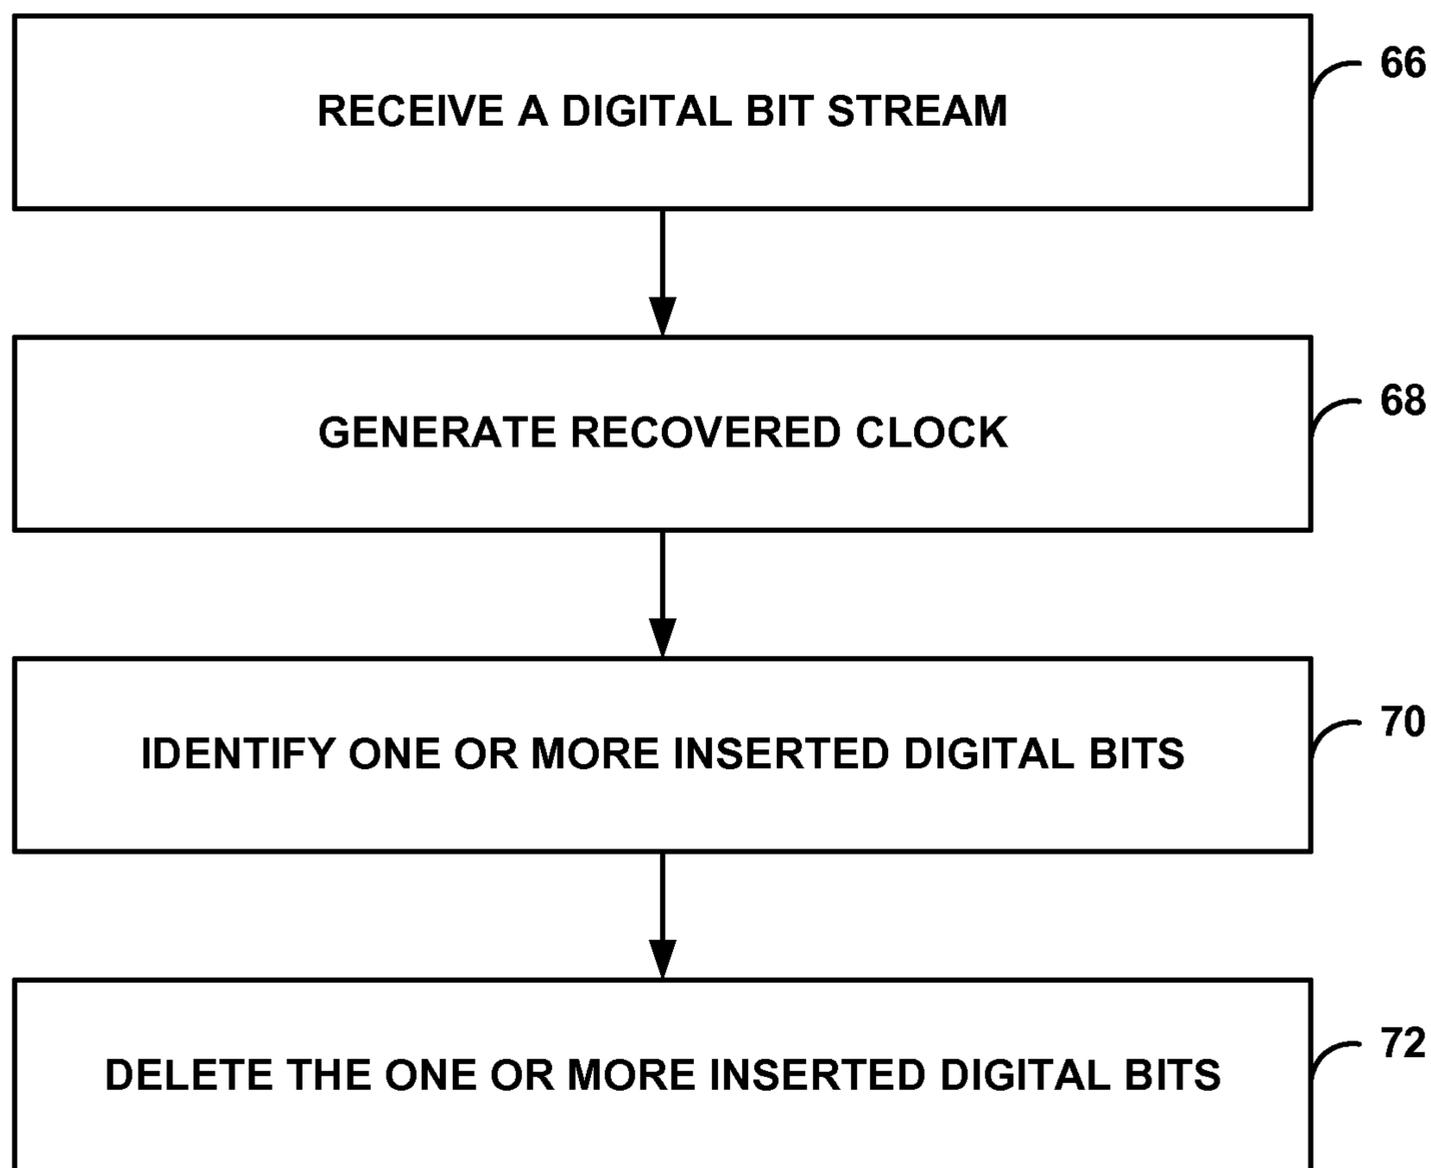 RECEIVE A DIGITAL BIT STREAM
66
GENERATE RECOVERED CLOCK
68
IDENTIFY ONE OR MORE INSERTED DIGITAL BITS
70
DELETE THE ONE OR MORE INSERTED DIGITAL BITS
72